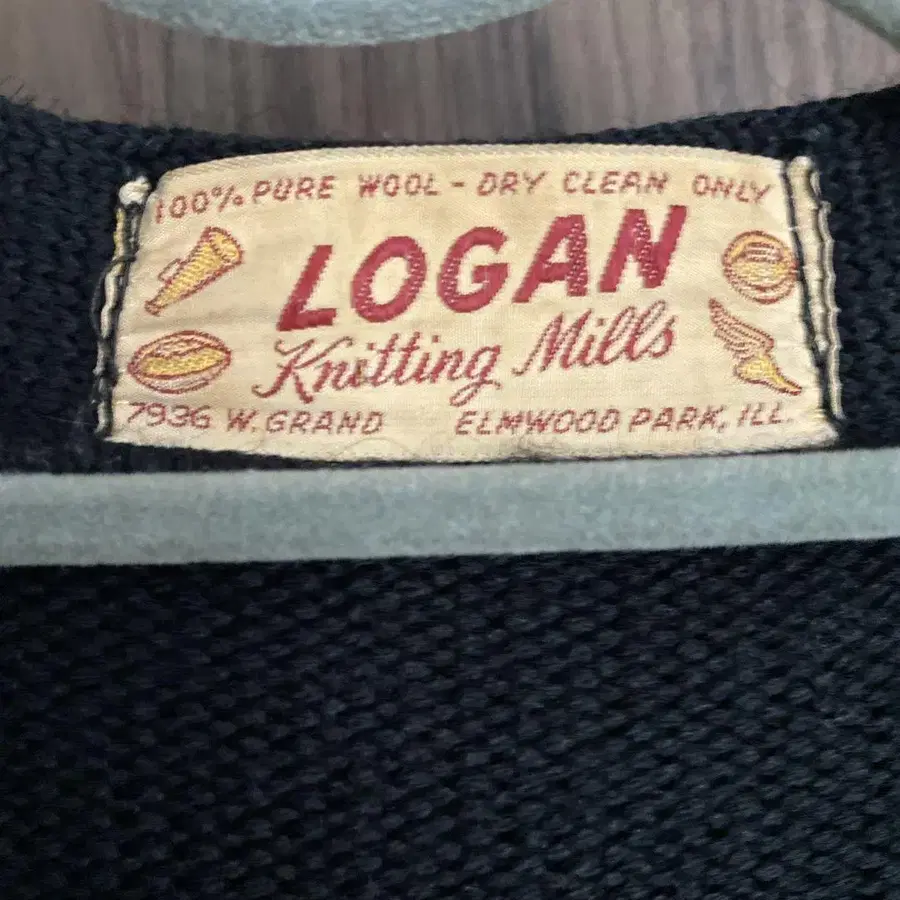 100% PURE WOOL - DRY CLEAN ONLY
LOGAN
Knitting Mills
7936 W. GRAND ELMWOOD PARK, ILL.